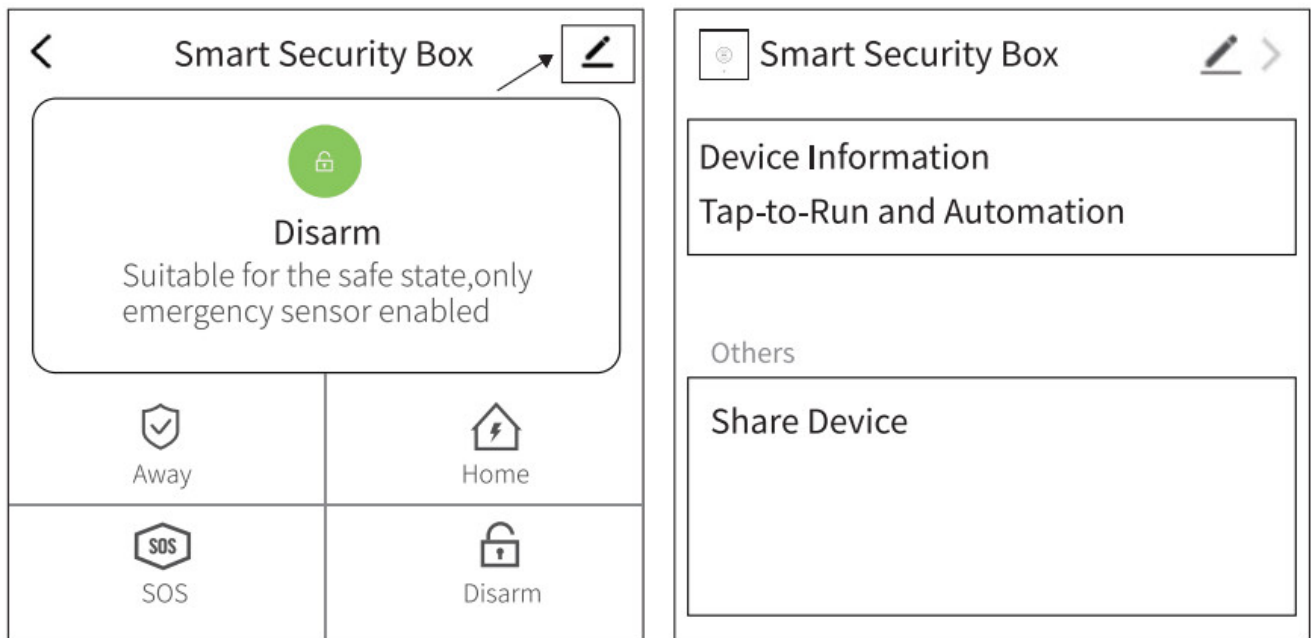 Smart Security Box
Disarm
Suitable for the safe state,only
emergency sensor enabled
Away
Home
SOS
SOS
Disarm
Smart Security Box
Device Information
Tap-to-Run and Automation
Others
Share Device